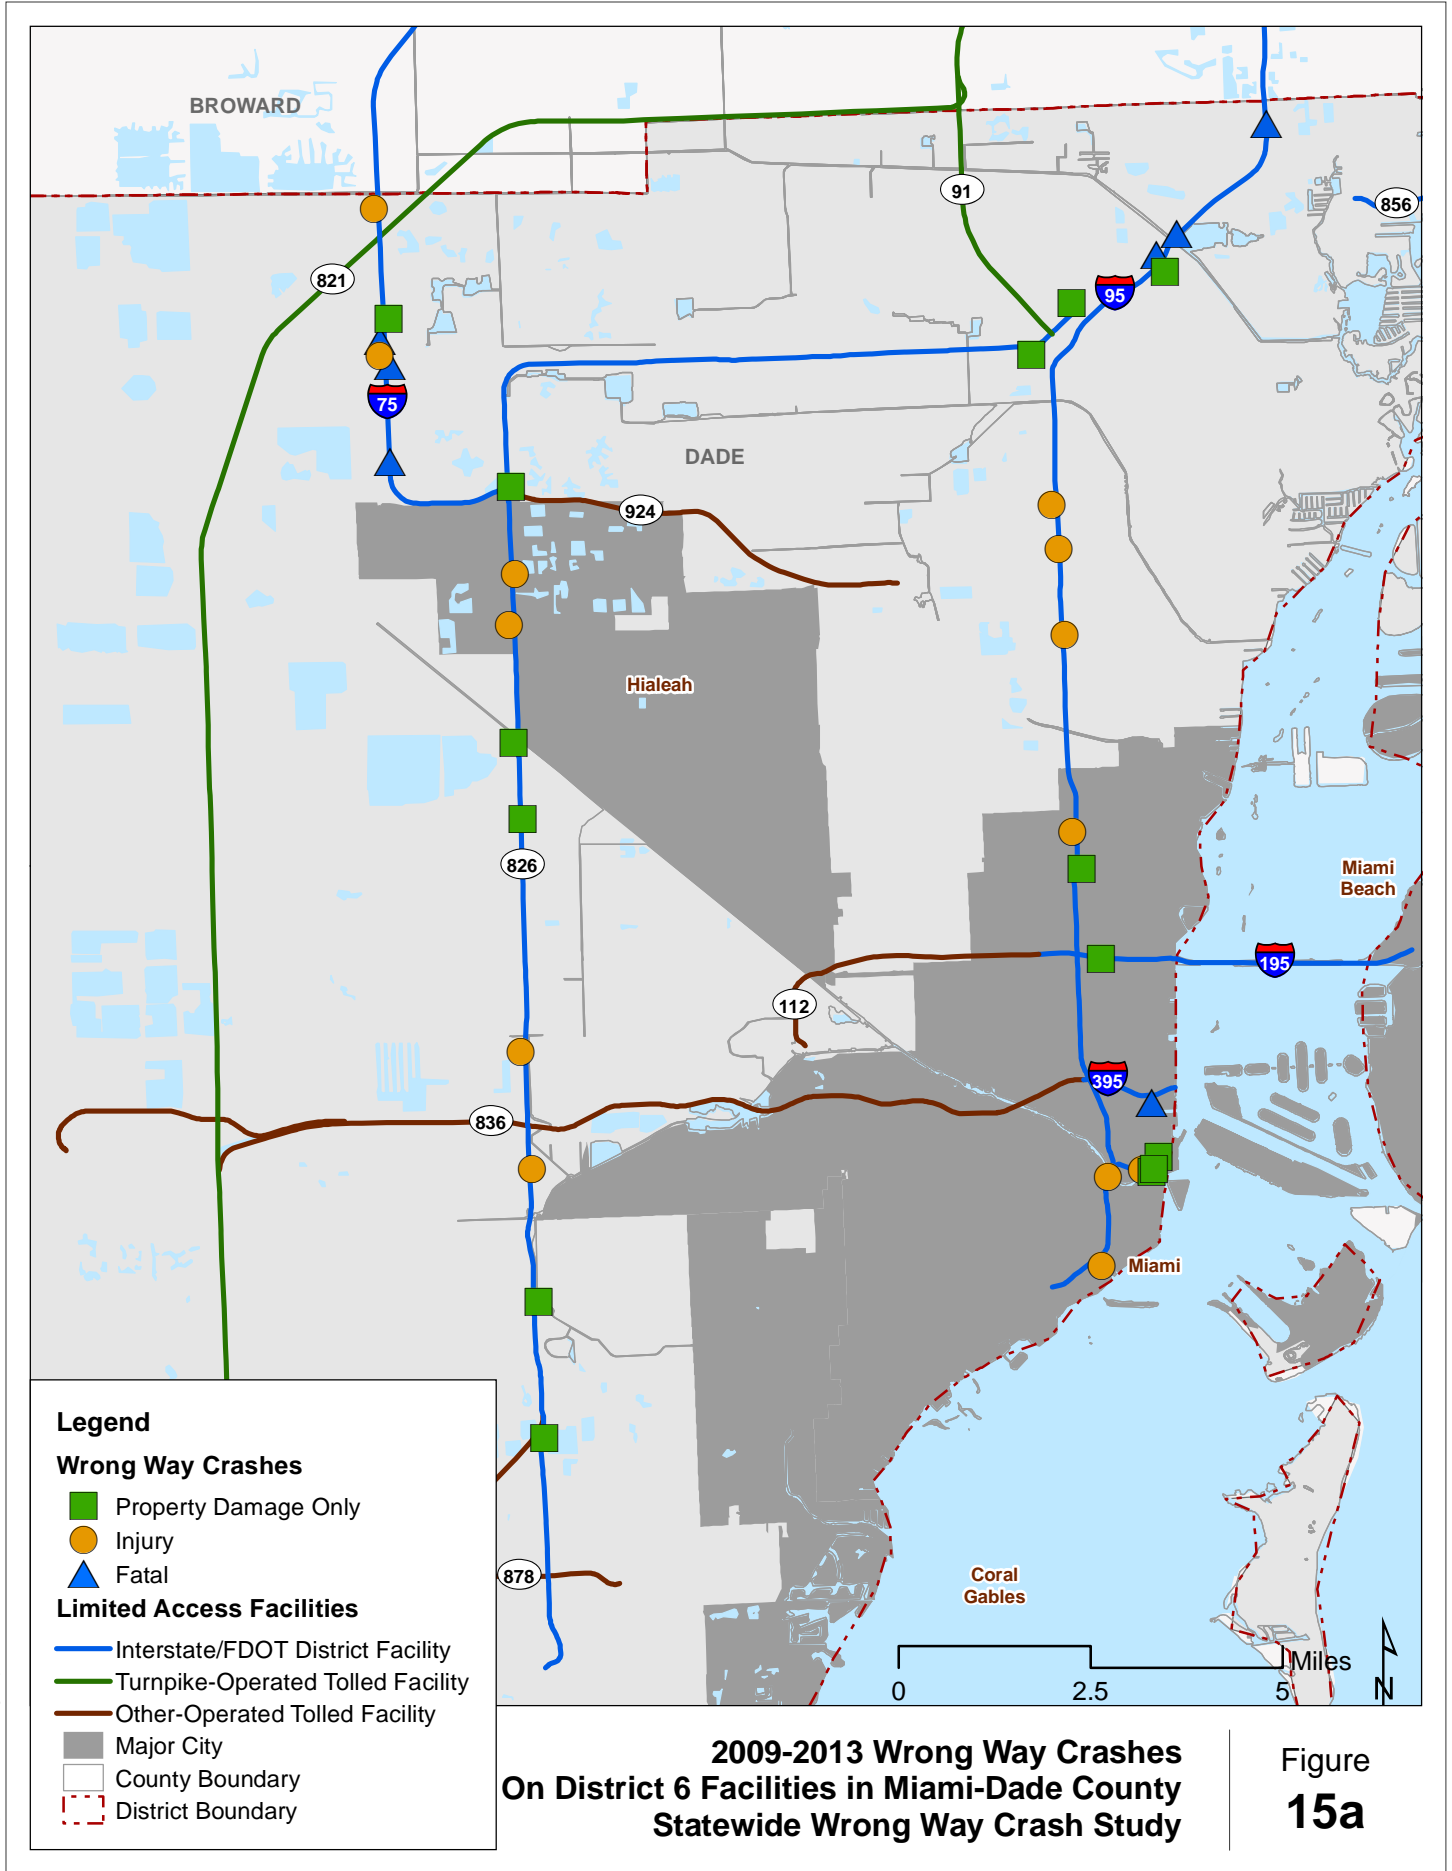 BROWARD
91
856
821
95
75
DADE
924
Hialeah
826
Miami
Beach
195
112
395
836
Miami
Legend
Wrong Way Crashes
Property Damage Only
Injury
Fatal
Limited Access Facilities
Interstate/FDOT District Facility
Turnpike-Operated Tolled Facility
Other-Operated Tolled Facility
Major City
County Boundary
District Boundary
878
Coral
Gables
Miles
0 2.5 5
N
2009-2013 Wrong Way Crashes
On District 6 Facilities in Miami-Dade County
Statewide Wrong Way Crash Study
Figure
15a